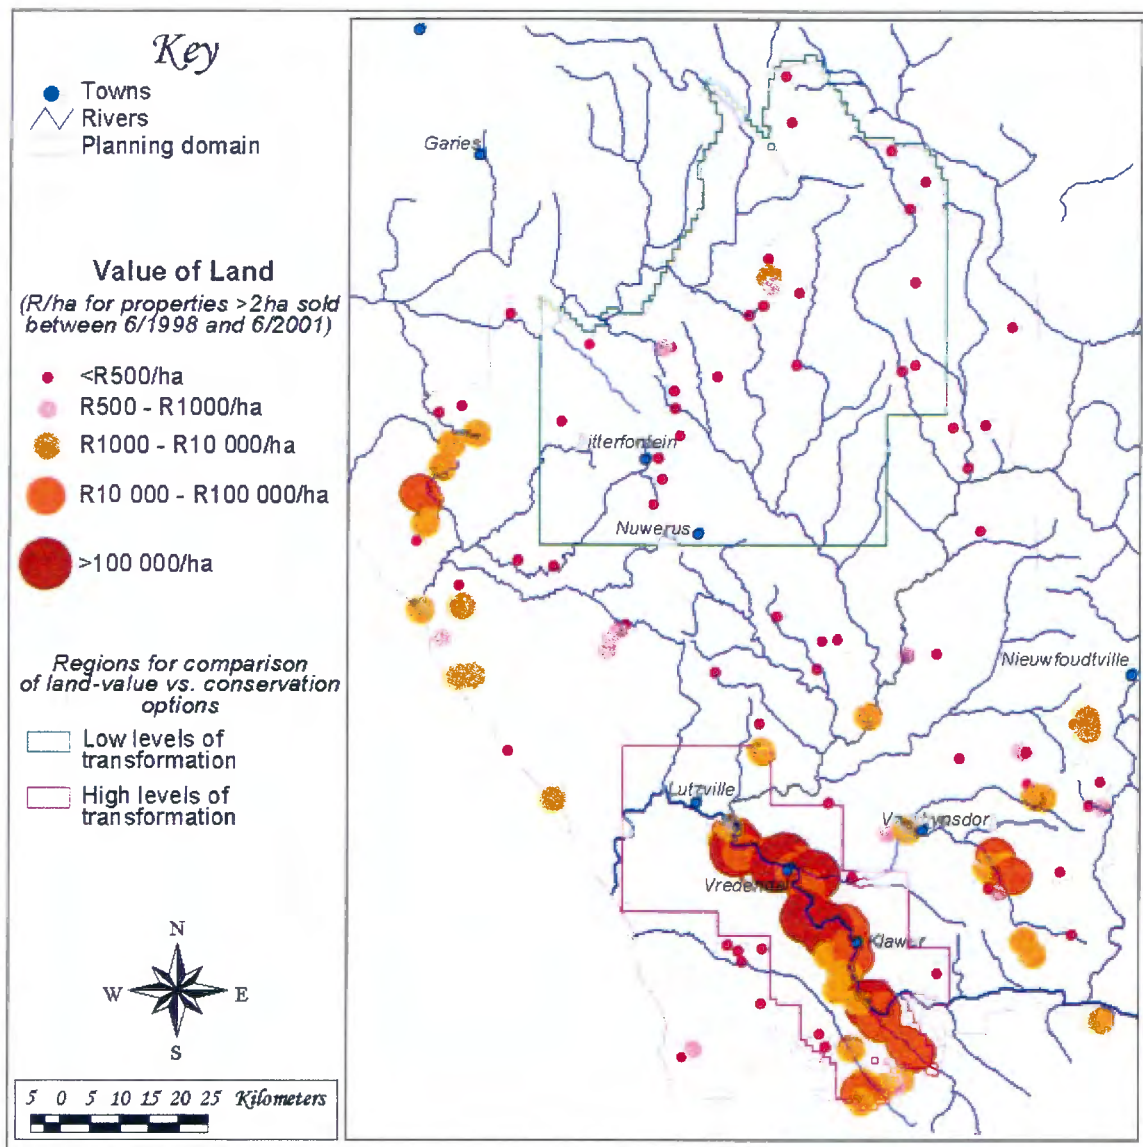 Key
Towns
Rivers
Planning domain
Value of Land
(R/ha for properties >2ha sold
between 6/1998 and 6/2001)
<R500/ha
R500 - R1000/ha
R1000 - R10 000/ha
R10 000 - R100 000/ha
>100 000/ha
Regions for comparison
of land-value vs. conservation
options
Low levels of
transformation
High levels of
transformation
N
W E
S
5 0 5 10 15 20 25 Kilometers
Garies
itterfontein
Nuwerus
Nieuwfoudtville
Lutzville
Klawer